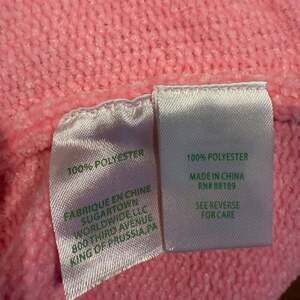 100% POLYESTER
FABRIQUE EN CHINE
SUGARTOWN
WORLDWIDE LLC
800 THIRD AVENUE
KING OF PRUSSIA,PA
100% POLYESTER
MADE IN CHINA
RN# 88189
SEE REVERSE
FOR CARE